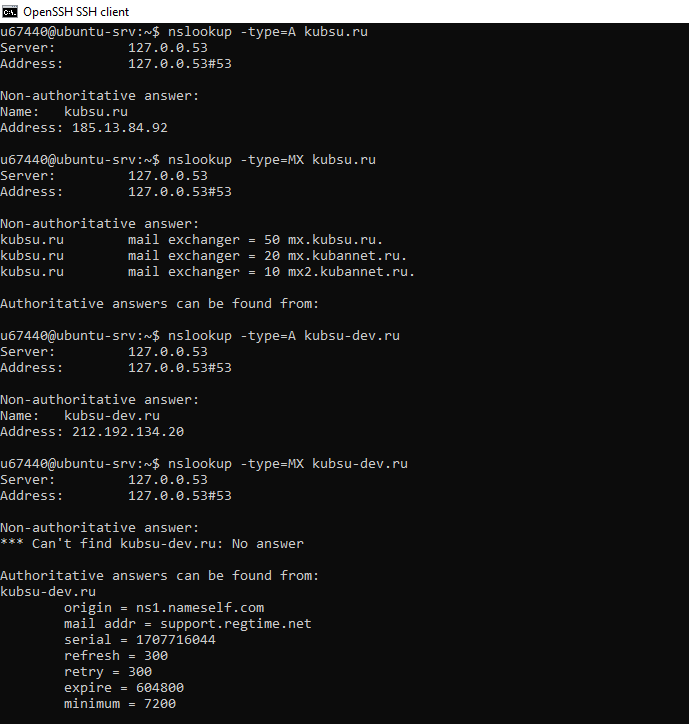 OpenSSH SSH client
u67440@ubuntu-srv:~$ nslookup -type=A kubsu.ru
Server:         127.0.0.53
Address:        127.0.0.53#53
Non-authoritative answer:
Name:   kubsu.ru
Address: 185.13.84.92
u67440@ubuntu-srv:~$ nslookup -type=MX kubsu.ru
Server:         127.0.0.53
Address:        127.0.0.53#53
Non-authoritative answer:
kubsu.ru        mail exchanger = 50 mx.kubsu.ru.
kubsu.ru        mail exchanger = 20 mx.kubannet.ru.
kubsu.ru        mail exchanger = 10 mx2.kubannet.ru.
Authoritative answers can be found from:
u67440@ubuntu-srv:~$ nslookup -type=A kubsu-dev.ru
Server:         127.0.0.53
Address:        127.0.0.53#53
Non-authoritative answer:
Name:   kubsu-dev.ru
Address: 212.192.134.20
u67440@ubuntu-srv:~$ nslookup -type=MX kubsu-dev.ru
Server:         127.0.0.53
Address:        127.0.0.53#53
Non-authoritative answer:
*** Can't find kubsu-dev.ru: No answer
Authoritative answers can be found from:
kubsu-dev.ru
        origin = ns1.nameself.com
        mail addr = support.regtime.net
        serial = 1707716044
        refresh = 300
        retry = 300
        expire = 604800
        minimum = 7200